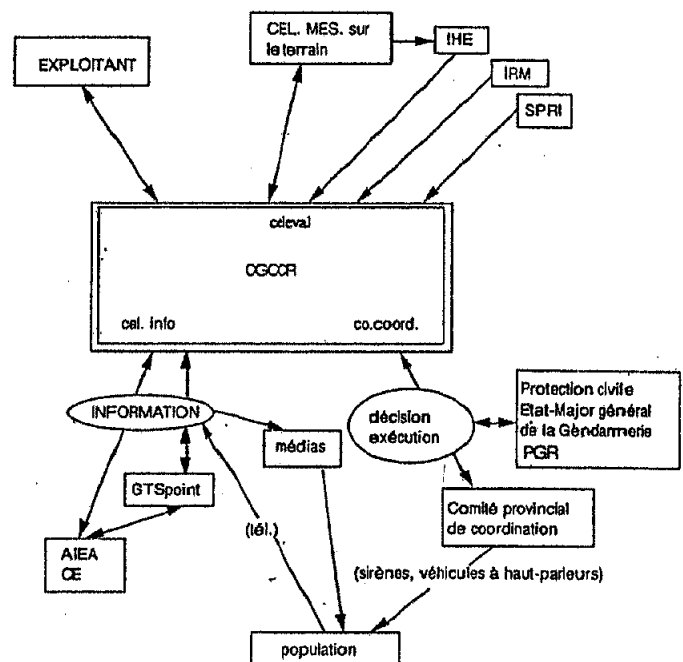 CEL. MES. sur
le terrain
IHE
EXPLOITANT
IRM
SPRI
celeval
CGCCR
cel. info
co.coord.
INFORMATION
médias
décision
exécution
Protection civile
Etat-Major général
de la Gendarmerie
PGR
GTSpoint
Comité provincial
de coordination
(tél.)
AIEA
CE
(sirènes, véhicules à haut-parleurs)
population